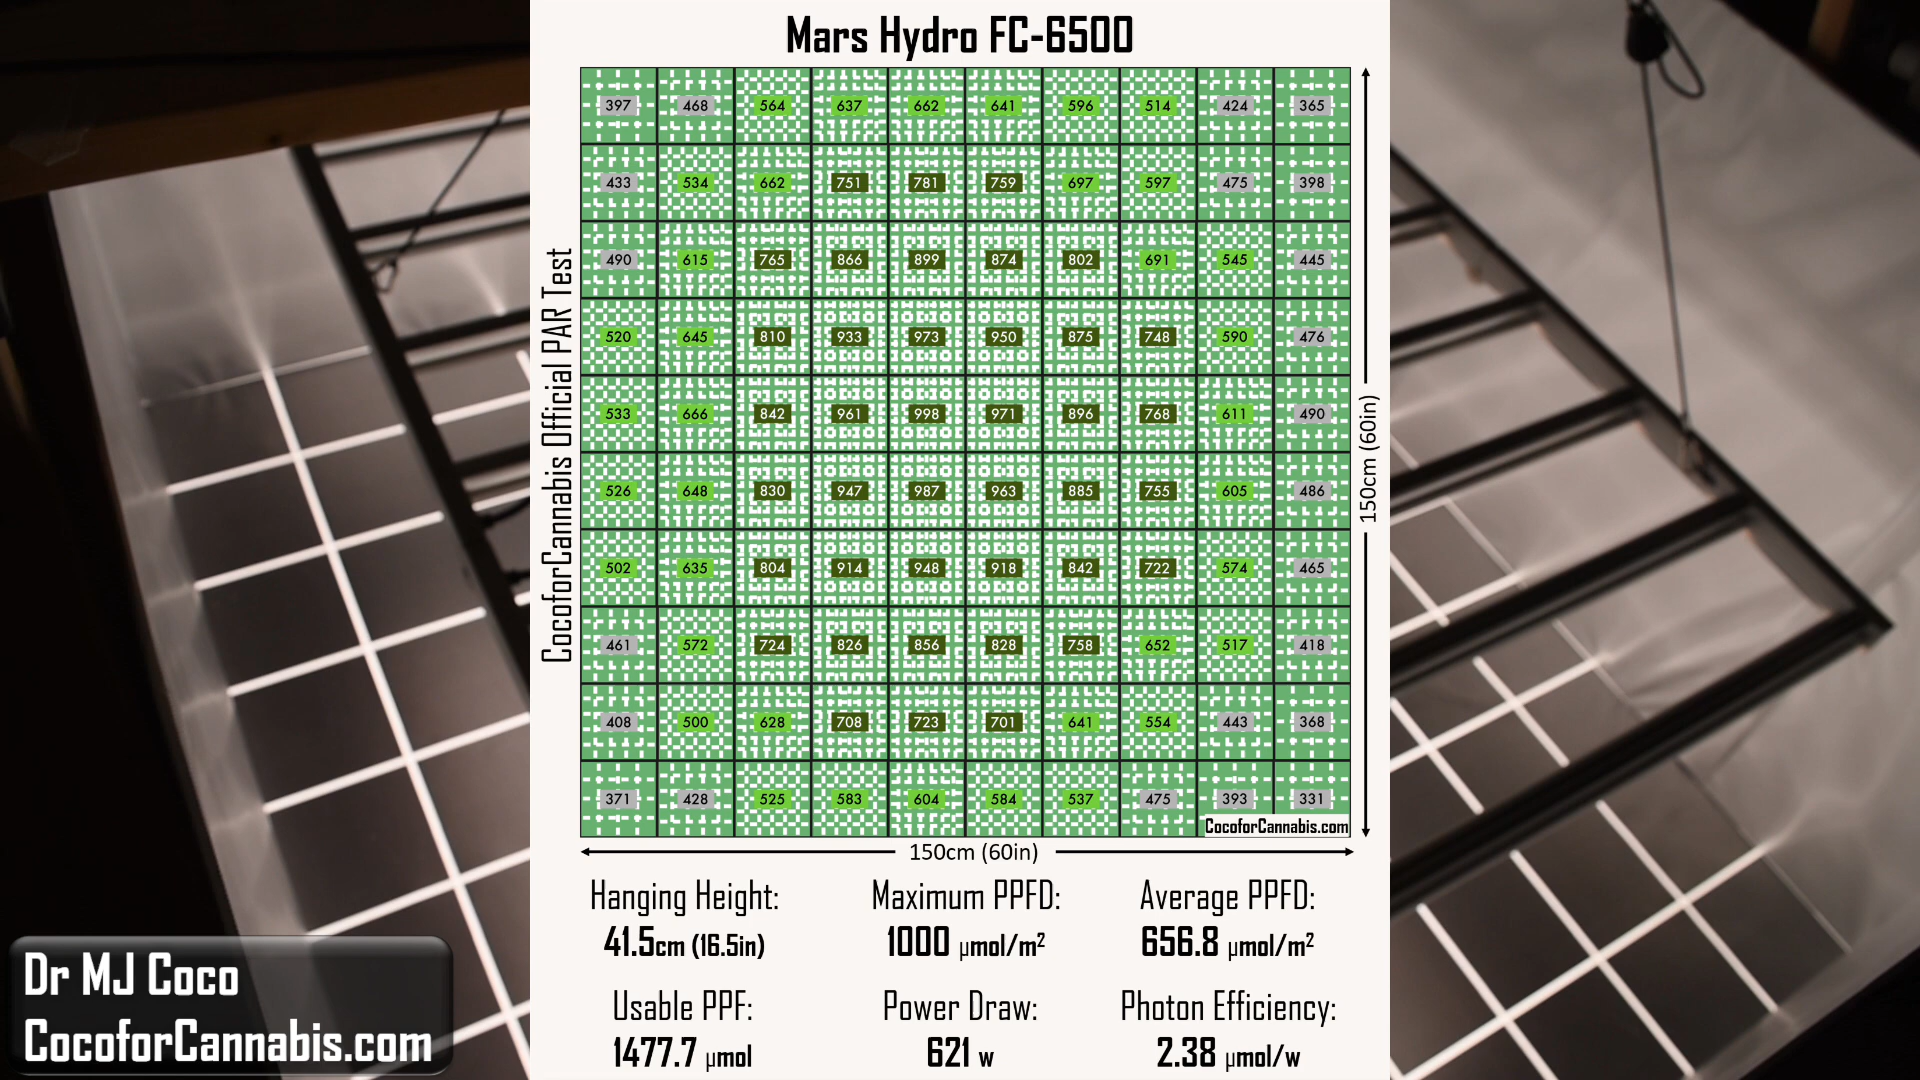 Mars Hydro FC-6500
CocoforCannabis Official PAR Test
397 468 564 637 662 641 596 514 424 365
433 534 662 751 781 759 697 597 475 398
490 615 765 866 899 874 802 691 545 445
520 645 810 933 973 950 875 748 590 476
533 666 842 961 998 971 896 768 611 490
526 648 830 947 987 963 885 755 605 486
502 635 804 914 948 918 842 722 574 465
461 572 724 826 856 828 758 652 517 418
408 500 628 708 723 701 641 554 443 368
371 428 525 583 604 584 537 475 393 331
CocoforCannabis.com
150cm (60in)
150cm (60in)
Hanging Height: Maximum PPFD: Average PPFD:
41.5cm (16.5in) 1000 μmol/m² 656.8 μmol/m²
Usable PPF: Power Draw: Photon Efficiency:
1477.7 μmol 621 w 2.38 μmol/w
Dr MJ Coco
CocoforCannabis.com